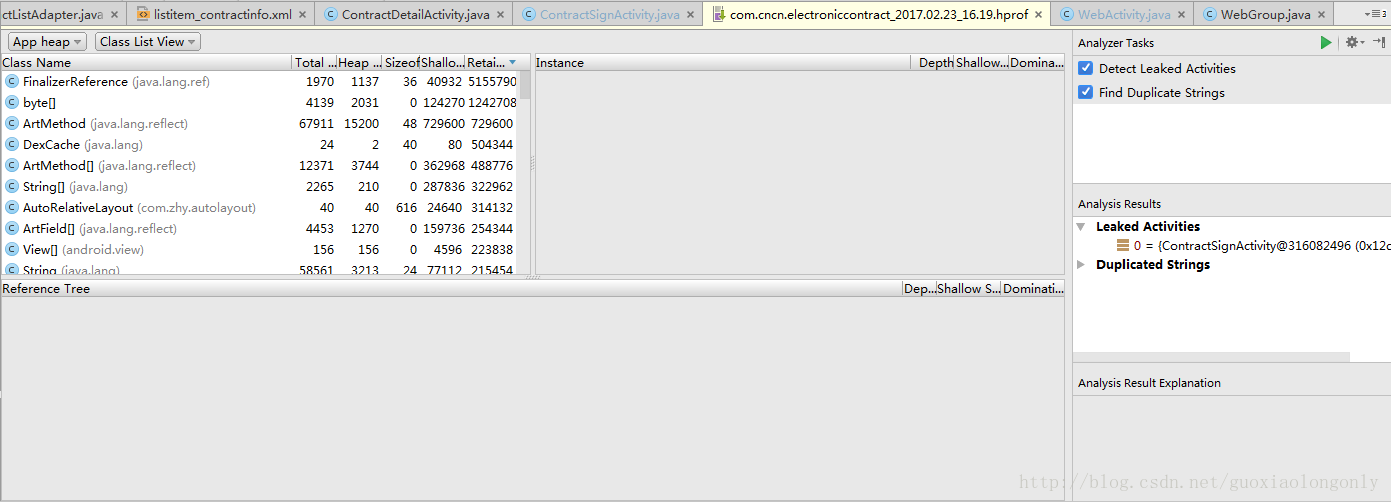 ctListAdapter.java × listitem_contractinfo.xml × ContractDetailActivity.java × ContractSignActivity.java × com.cncn.electroniccontract_2017.02.23_16.19.hprof × WebActivity.java × WebGroup.java × 3
App heap Class List View
Class Name Total ... Heap ... Sizeof Shallo... Retai...
FinalizerReference (java.lang.ref) 1970 1137 36 40932 5155790
byte[] 4139 2031 0 124270 1242708
ArtMethod (java.lang.reflect) 67911 15200 48 729600 729600
DexCache (java.lang) 24 2 40 80 504344
ArtMethod[] (java.lang.reflect) 12371 3744 0 362968 488776
String[] (java.lang) 2265 210 0 287836 322962
AutoRelativeLayout (com.zhy.autolayout) 40 40 616 24640 314132
ArtField[] (java.lang.reflect) 4453 1270 0 159736 254344
View[] (android.view) 156 156 0 4596 223838
String (java.lang) 58561 3213 24 77112 215454
Instance Depth Shallow... Domina...
Reference Tree Dep... Shallow S... Dominati...
Analyzer Tasks
Detect Leaked Activities
Find Duplicate Strings
Analysis Results
Leaked Activities
0 = {ContractSignActivity@316082496 (0x12c
Duplicated Strings
Analysis Result Explanation
http://blog.csdn.net/guoxiaolongonly